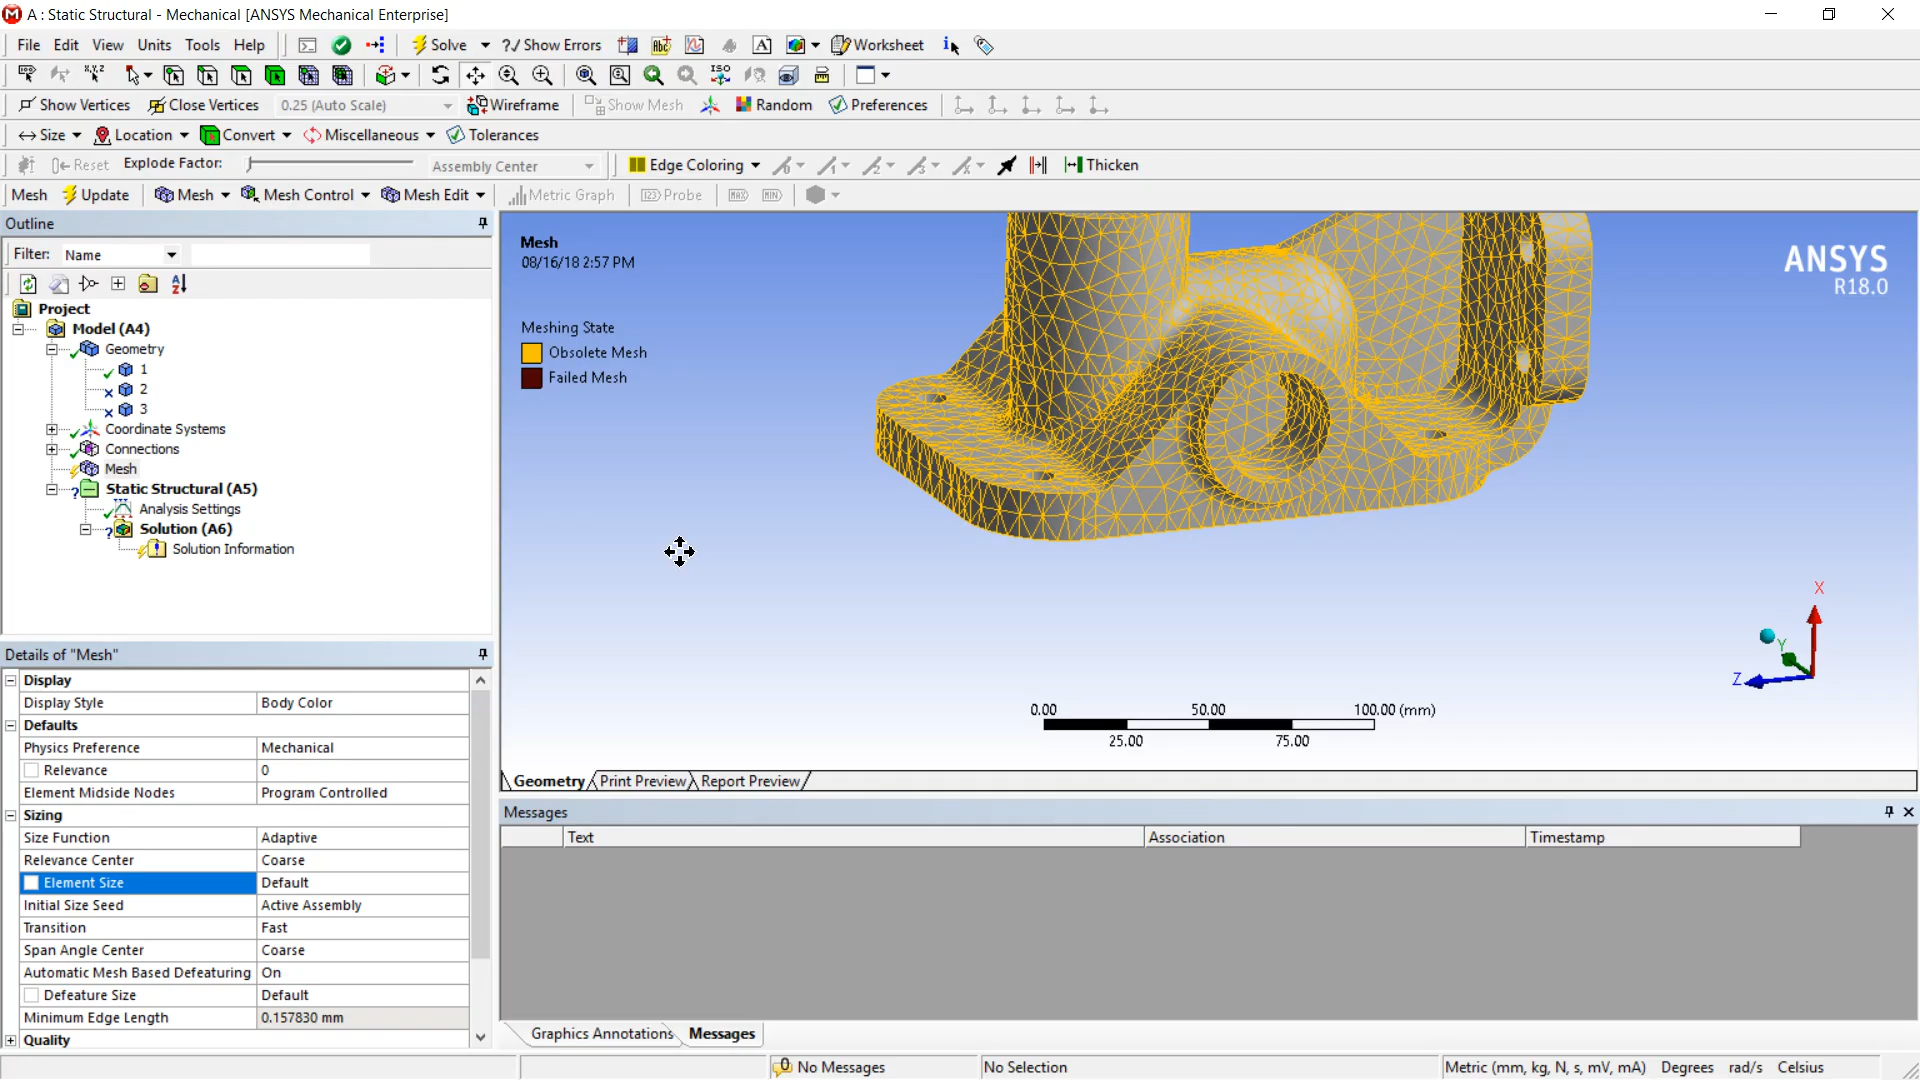 A : Static Structural - Mechanical [ANSYS Mechanical Enterprise]
File Edit View Units Tools Help Solve ?/ Show Errors Worksheet
ISO
Show Vertices Close Vertices 0.25 (Auto Scale) Wireframe Show Mesh Random Preferences
Size Location Convert Miscellaneous Tolerances
Reset Explode Factor: Assembly Center Edge Coloring Thicken
Mesh Update Mesh Mesh Control Mesh Edit Metric Graph Probe MAX MIN
Outline
Filter: Name
Project
Model (A4)
Geometry
1
2
3
Coordinate Systems
Connections
Mesh
Static Structural (A5)
Analysis Settings
Solution (A6)
Solution Information
Details of "Mesh"
Display
Display Style Body Color
Defaults
Physics Preference Mechanical
Relevance 0
Element Midside Nodes Program Controlled
Sizing
Size Function Adaptive
Relevance Center Coarse
Element Size Default
Initial Size Seed Active Assembly
Transition Fast
Span Angle Center Coarse
Automatic Mesh Based Defeaturing On
Defeature Size Default
Minimum Edge Length 0.157830 mm
Quality
Mesh
08/16/18 2:57 PM
Meshing State
Obsolete Mesh
Failed Mesh
ANSYS
R18.0
X
Y
Z
0.00 50.00 100.00 (mm)
25.00 75.00
Geometry Print Preview Report Preview
Messages
Text Association Timestamp
Graphics Annotations Messages
0 No Messages No Selection Metric (mm, kg, N, s, mV, mA) Degrees rad/s Celsius